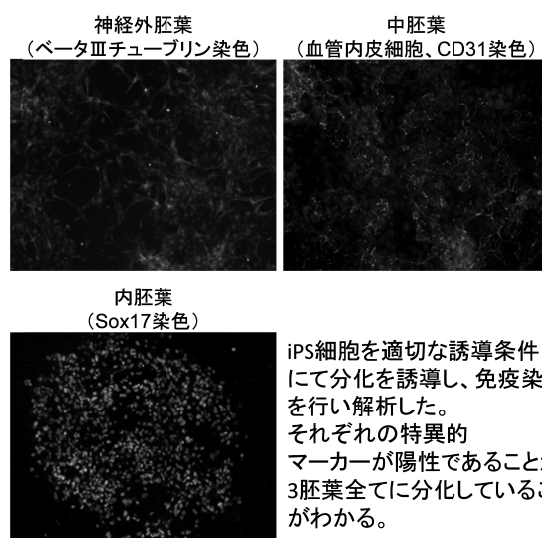 神経外胚葉
（ベータⅢチューブリン染色）
中胚葉
（血管内皮細胞、CD31染色）
内胚葉
（Sox17染色）
iPS細胞を適切な誘導条件
にて分化を誘導し、免疫染
を行い解析した。
それぞれの特異的
マーカーが陽性であること
3胚葉全てに分化しているこ
がわかる。